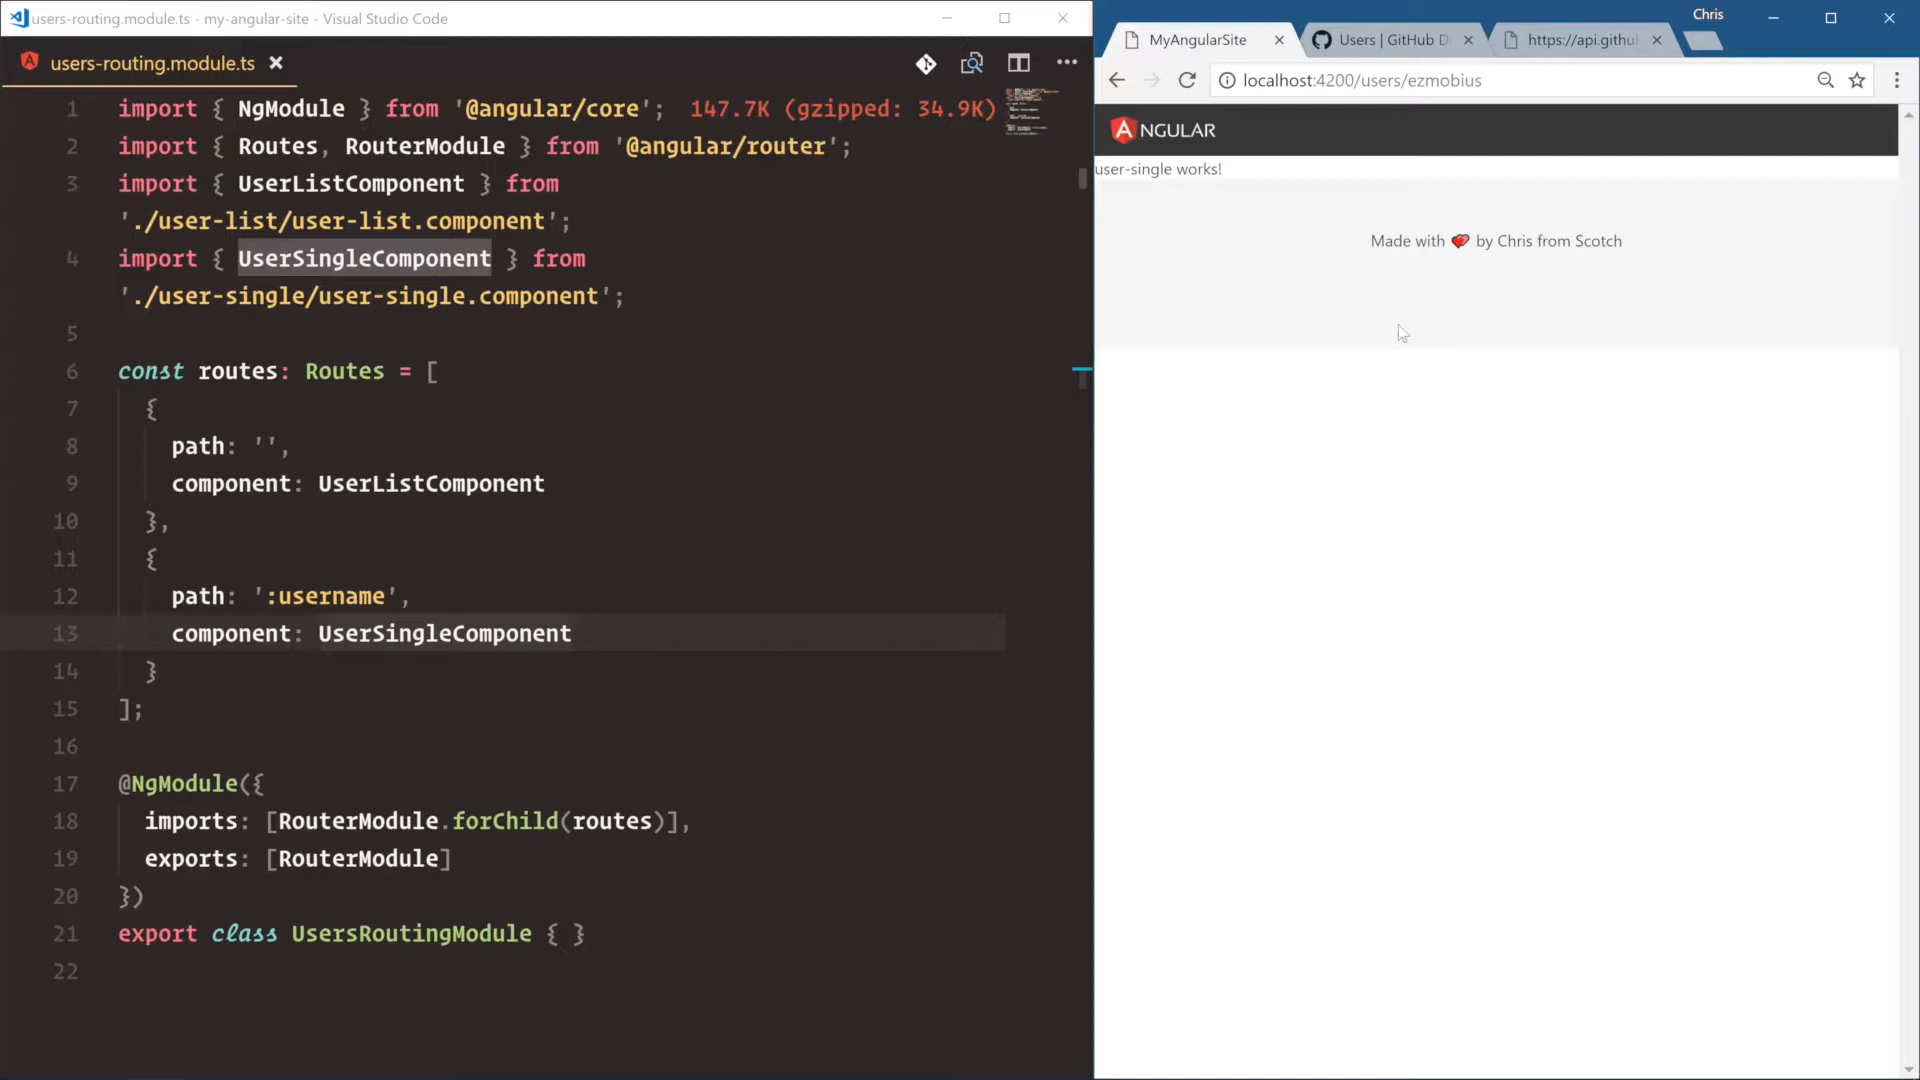 users-routing.module.ts - my-angular-site - Visual Studio Code
users-routing.module.ts
1 import { NgModule } from '@angular/core'; 147.7K (gzipped: 34.9K)
2 import { Routes, RouterModule } from '@angular/router';
3 import { UserListComponent } from
'./user-list/user-list.component';
4 import { UserSingleComponent } from
'./user-single/user-single.component';
5
6 const routes: Routes = [
7 {
8 path: '',
9 component: UserListComponent
10 },
11 {
12 path: ':username',
13 component: UserSingleComponent
14 }
15 ];
16
17 @NgModule({
18 imports: [RouterModule.forChild(routes)],
19 exports: [RouterModule]
20 })
21 export class UsersRoutingModule { }
22
Chris
MyAngularSite
Users | GitHub D
https://api.githu
localhost:4200/users/ezmobius
ANGULAR
user-single works!
Made with ❤ by Chris from Scotch